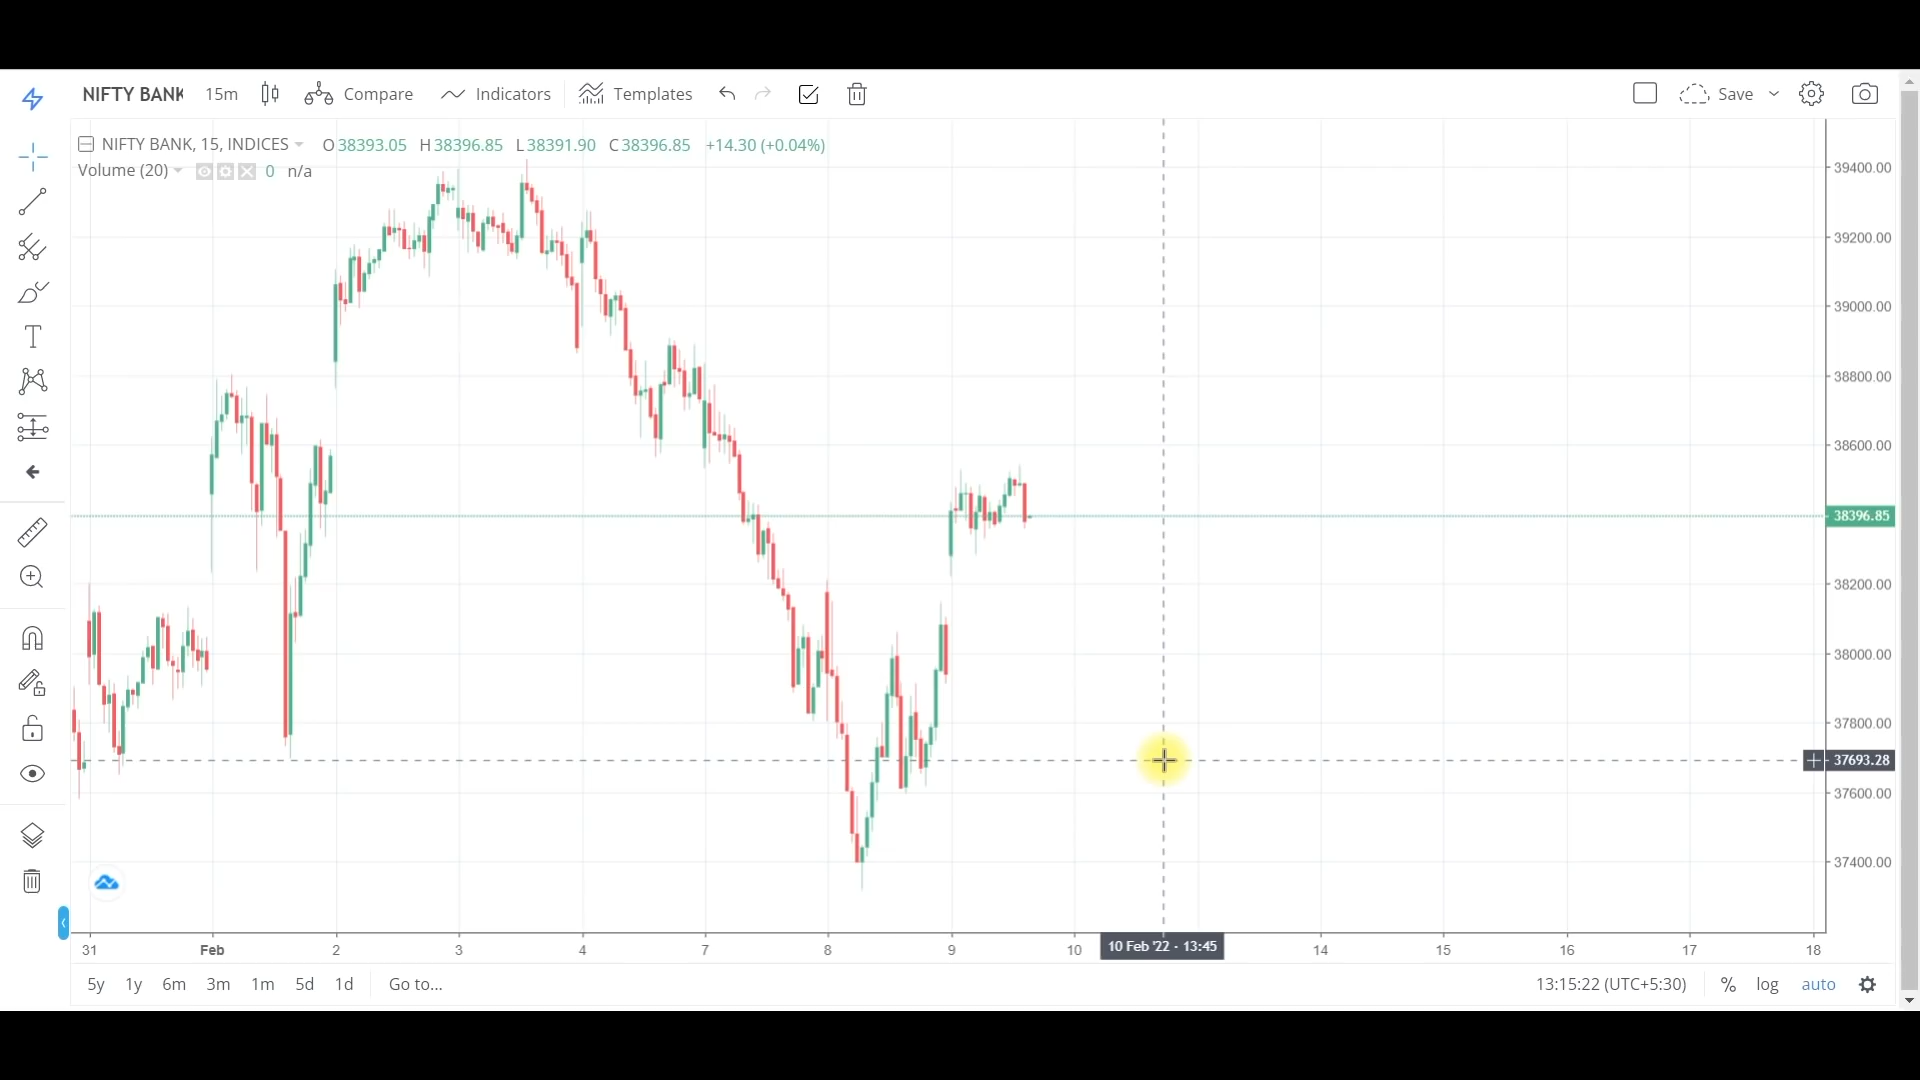 NIFTY BANK 15m Compare Indicators Templates Save
NIFTY BANK, 15, INDICES O38393.05 H38396.85 L38391.90 C38396.85 +14.30 (+0.04%)
Volume (20) 0 n/a
39400.00
39200.00
39000.00
38800.00
38600.00
38396.85
38200.00
38000.00
37800.00
37693.28
37600.00
37400.00
31 Feb 2 3 4 7 8 9 10 10 Feb '22 - 13:45 14 15 16 17 18
5y 1y 6m 3m 1m 5d 1d Go to... 13:15:22 (UTC+5:30) % log auto